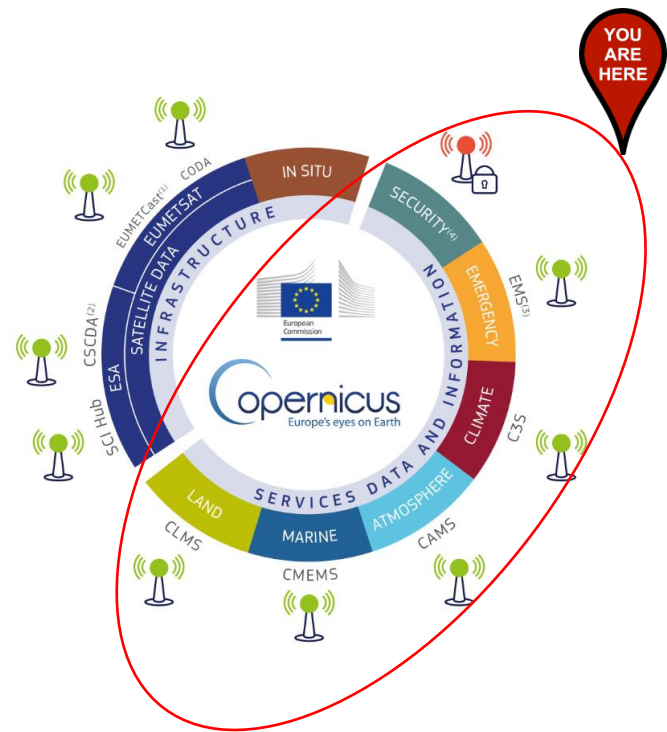 YOU
ARE
HERE
CODA
EUMETCast(1)
CSCDA(2)
SCI Hub
EUMETSAT
ESA
SATELLITE DATA
INFRASTRUCTURE
IN SITU
SECURITY(4)
EMERGENCY
EMS(3)
CLIMATE
C3S
ATMOSPHERE
CAMS
MARINE
CMEMS
LAND
CLMS
SERVICES DATA AND INFORMATION
European
Commission
Copernicus
Europe's eyes on Earth